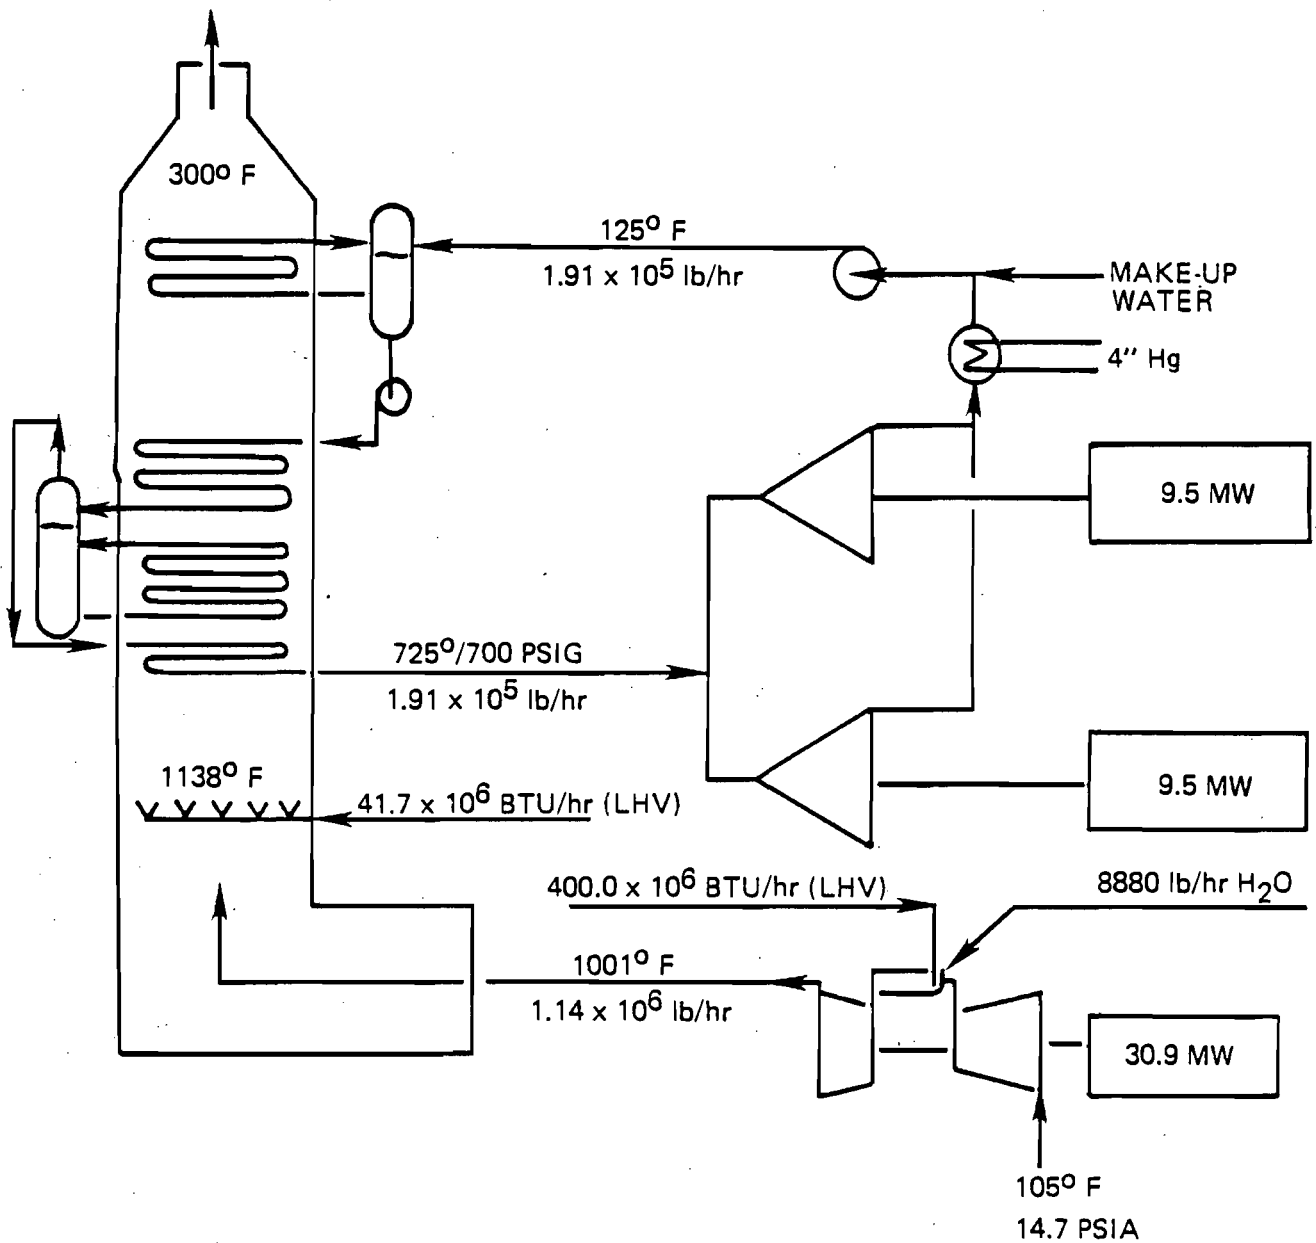 300° F
125° F
1.91 x 10⁵ lb/hr
MAKE-UP
WATER
4" Hg
9.5 MW
725°/700 PSIG
1.91 x 10⁵ lb/hr
1138° F
41.7 x 10⁶ BTU/hr (LHV)
9.5 MW
400.0 x 10⁶ BTU/hr (LHV)
8880 lb/hr H₂O
1001° F
1.14 x 10⁶ lb/hr
30.9 MW
105° F
14.7 PSIA